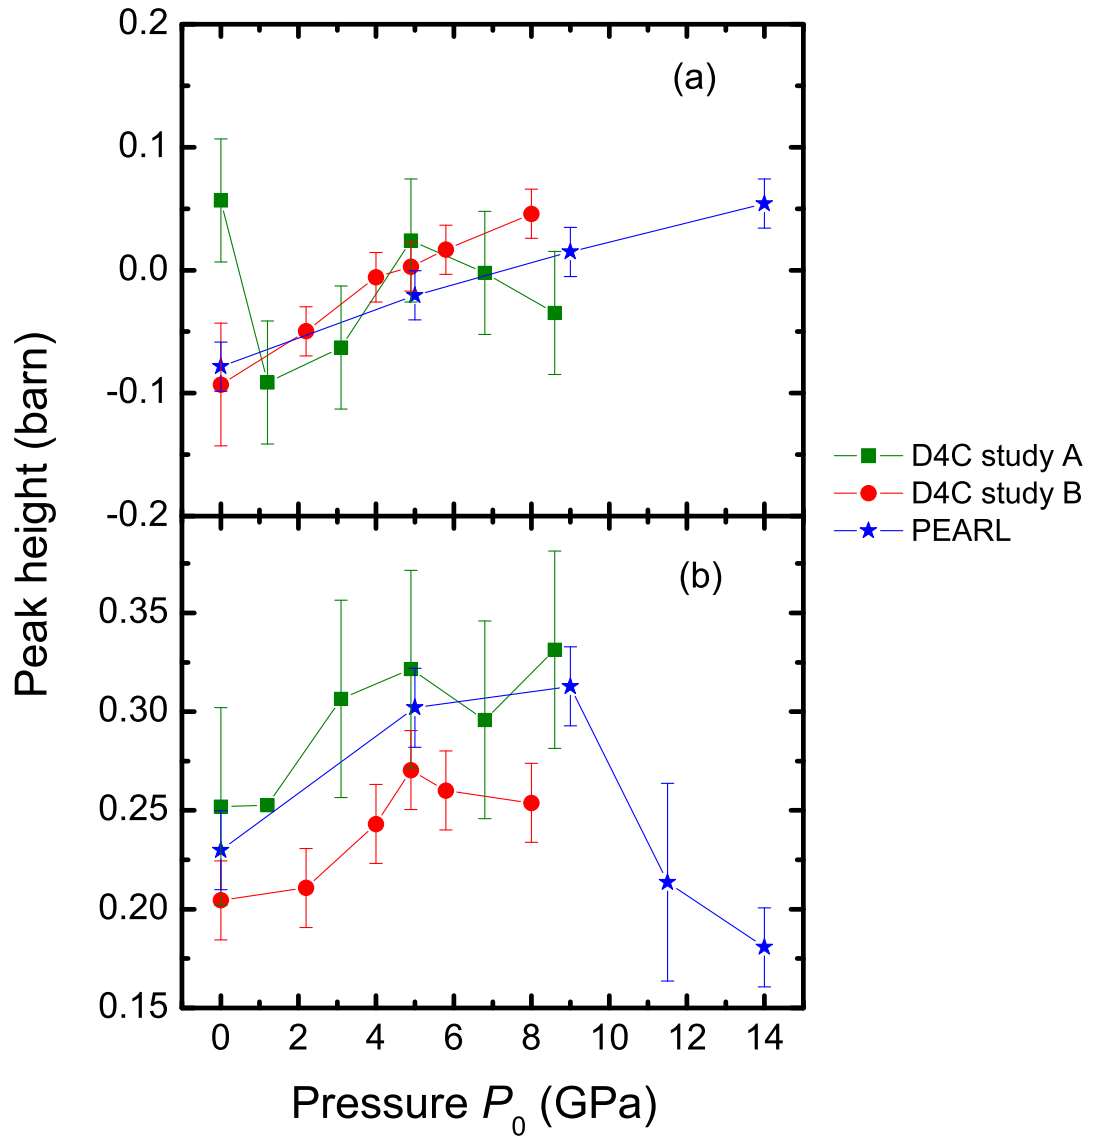 0.2
(a)
0.1
0.0
-0.1
-0.2
Peak height (barn)
D4C study A
D4C study B
PEARL
(b)
0.35
0.30
0.25
0.20
0.15
0 2 4 6 8 10 12 14
Pressure P₀ (GPa)